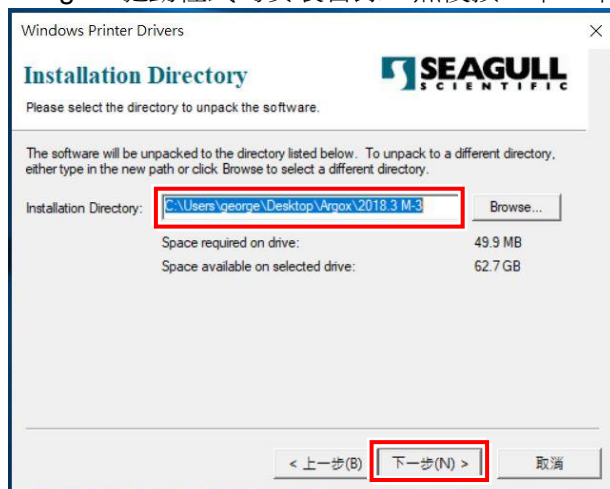 Windows Printer Drivers
Installation Directory
SEAGULL
SCIENTIFIC
Please select the directory to unpack the software.
The software will be unpacked to the directory listed below. To unpack to a different directory,
either type in the new path or click Browse to select a different directory.
Installation Directory: C:\Users\george\Desktop\Argox\2018.3 M-3 Browse...
Space required on drive: 49.9 MB
Space available on selected drive: 62.7 GB
< 上一步(B) 下一步(N) > 取消